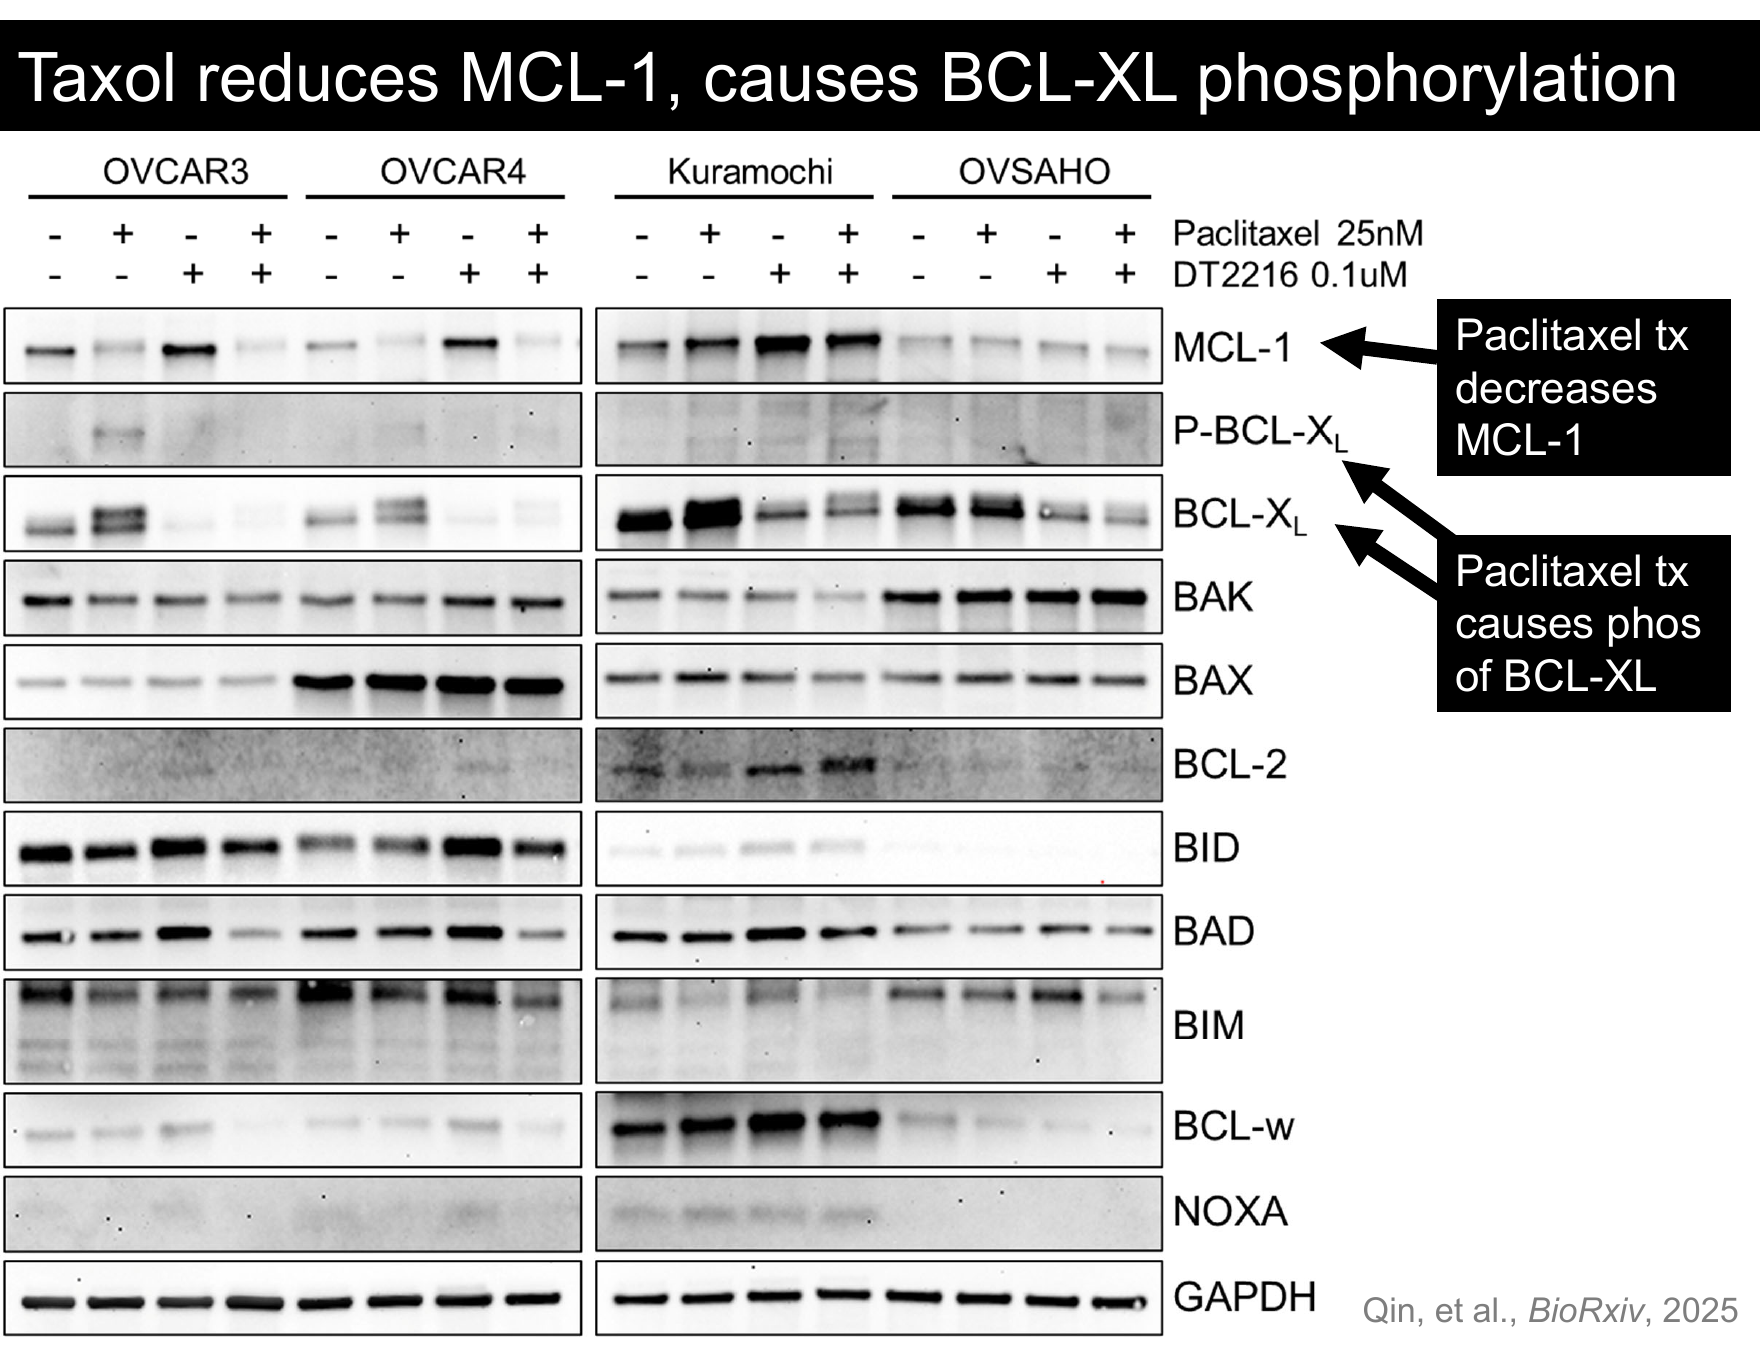 Taxol reduces MCL-1, causes BCL-XL phosphorylation
OVCAR3 OVCAR4 Kuramochi OVSAHO
- + - + - + - + - + - + - + - + Paclitaxel 25nM
- - + + - - + + - - + + - - + + DT2216 0.1uM
MCL-1
Paclitaxel tx
decreases
MCL-1
P-BCL-XL
BCL-XL
Paclitaxel tx
causes phos
of BCL-XL
BAK
BAX
BCL-2
BID
BAD
BIM
BCL-w
NOXA
GAPDH
Qin, et al., BioRxiv, 2025